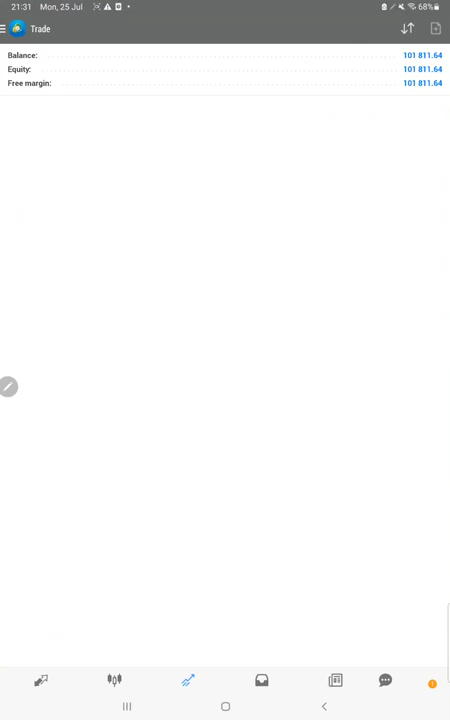 21:31 Mon, 25 Jul 68%
Trade
Balance: 101 811.64
Equity: 101 811.64
Free margin: 101 811.64